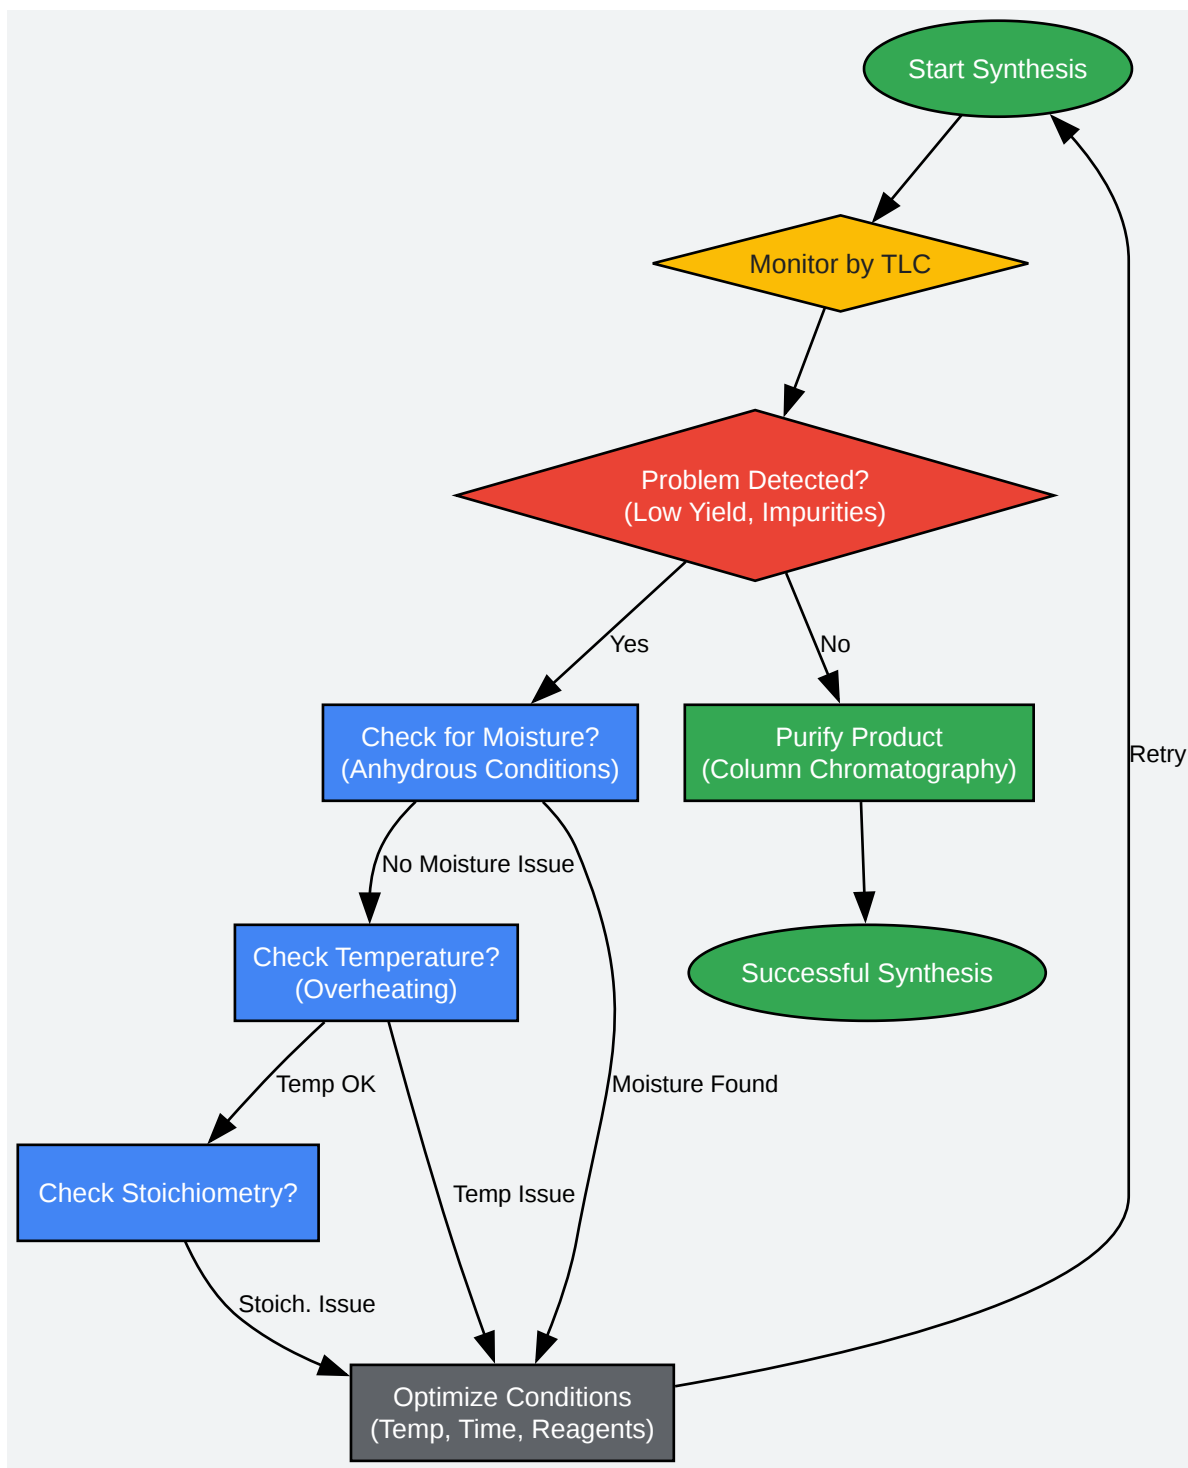 Start Synthesis
Monitor by TLC
Problem Detected?
(Low Yield, Impurities)
Yes
No
Check for Moisture?
(Anhydrous Conditions)
Purify Product
(Column Chromatography)
Retry
No Moisture Issue
Check Temperature?
(Overheating)
Successful Synthesis
Temp OK
Moisture Found
Check Stoichiometry?
Temp Issue
Stoich. Issue
Optimize Conditions
(Temp, Time, Reagents)